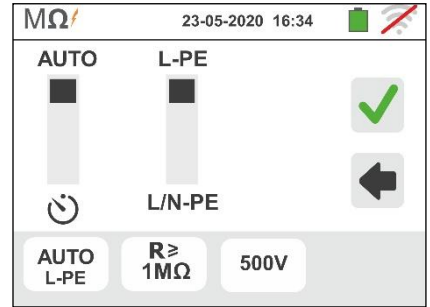 MΩ 23-05-2020 16:34
AUTO L-PE
L/N-PE
AUTO R≥ 500V
L-PE 1MΩ